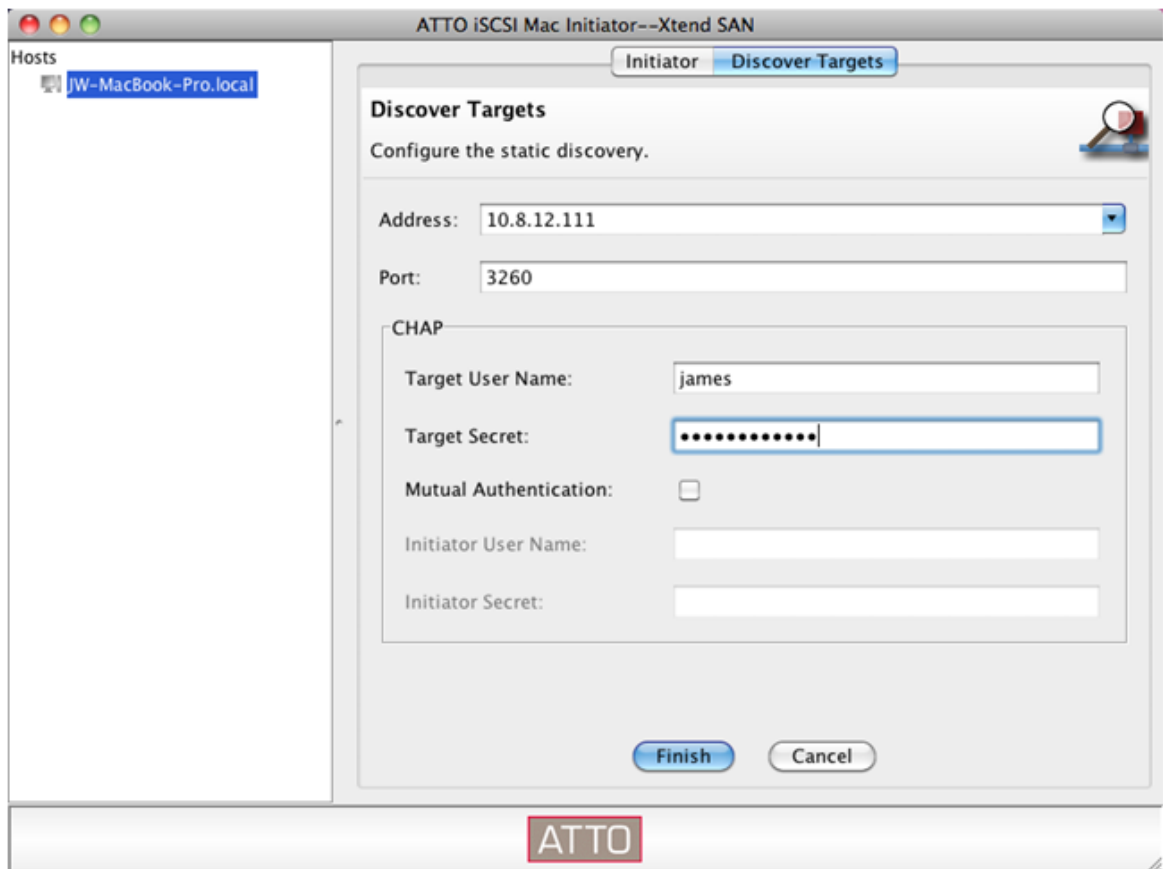 ATTO iSCSI Mac Initiator--Xtend SAN
Hosts
JW-MacBook-Pro.local
Initiator
Discover Targets
Discover Targets
Configure the static discovery.
Address: 10.8.12.111
Port: 3260
CHAP
Target User Name: james
Target Secret: ••••••••••••
Mutual Authentication:
Initiator User Name:
Initiator Secret:
Finish
Cancel
ATTO